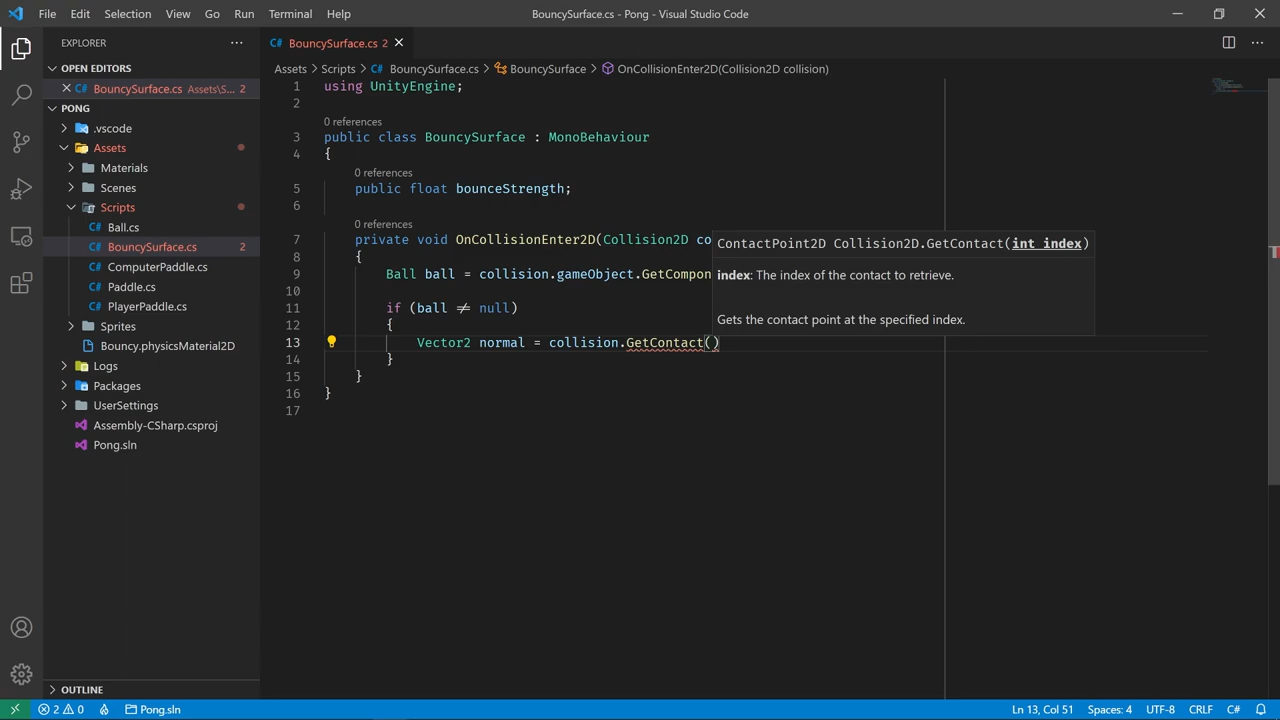 File Edit Selection View Go Run Terminal Help
BouncySurface.cs - Pong - Visual Studio Code
EXPLORER
OPEN EDITORS
BouncySurface.cs Assets\S... 2
PONG
.vscode
Assets
Materials
Scenes
Scripts
Ball.cs
BouncySurface.cs 2
ComputerPaddle.cs
Paddle.cs
PlayerPaddle.cs
Sprites
Bouncy.physicsMaterial2D
Logs
Packages
UserSettings
Assembly-CSharp.csproj
Pong.sln
OUTLINE
C# BouncySurface.cs 2
Assets > Scripts > C# BouncySurface.cs > BouncySurface > OnCollisionEnter2D(Collision2D collision)
1 using UnityEngine;
2
0 references
3 public class BouncySurface : MonoBehaviour
4 {
0 references
5 public float bounceStrength;
6
0 references
7 private void OnCollisionEnter2D(Collision2D co
8 {
9 Ball ball = collision.gameObject.GetCompon
10
11 if (ball ≠ null)
12 {
13 Vector2 normal = collision.GetContact()
14 }
15 }
16 }
17
ContactPoint2D Collision2D.GetContact(int index)
index: The index of the contact to retrieve.
Gets the contact point at the specified index.
2 0 Pong.sln
Ln 13, Col 51 Spaces: 4 UTF-8 CRLF C#